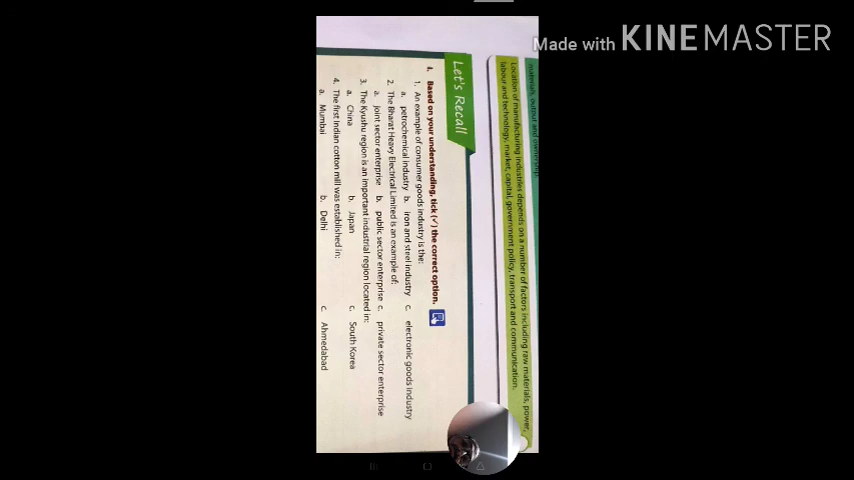 Made with KINEMASTER
materials, output and ownership.
Location of manufacturing industries depends on a number of factors including raw materials, power,
labour and technology, market, capital, government policy, transport and communication.
Let's Recall
Based on your understanding, tick (✓) the correct option.
1. An example of consumer goods industry is the:
a. petrochemical industry b. iron and steel industry c. electronic goods industry
2. The Bharat Heavy Electrical Limited is an example of:
a. joint sector enterprise b. public sector enterprise c. private sector enterprise
3. The Kyushu region is an important industrial region located in:
a. China b. Japan c. South Korea
4. The first Indian cotton mill was established in:
a. Mumbai b. Delhi c. Ahmedabad